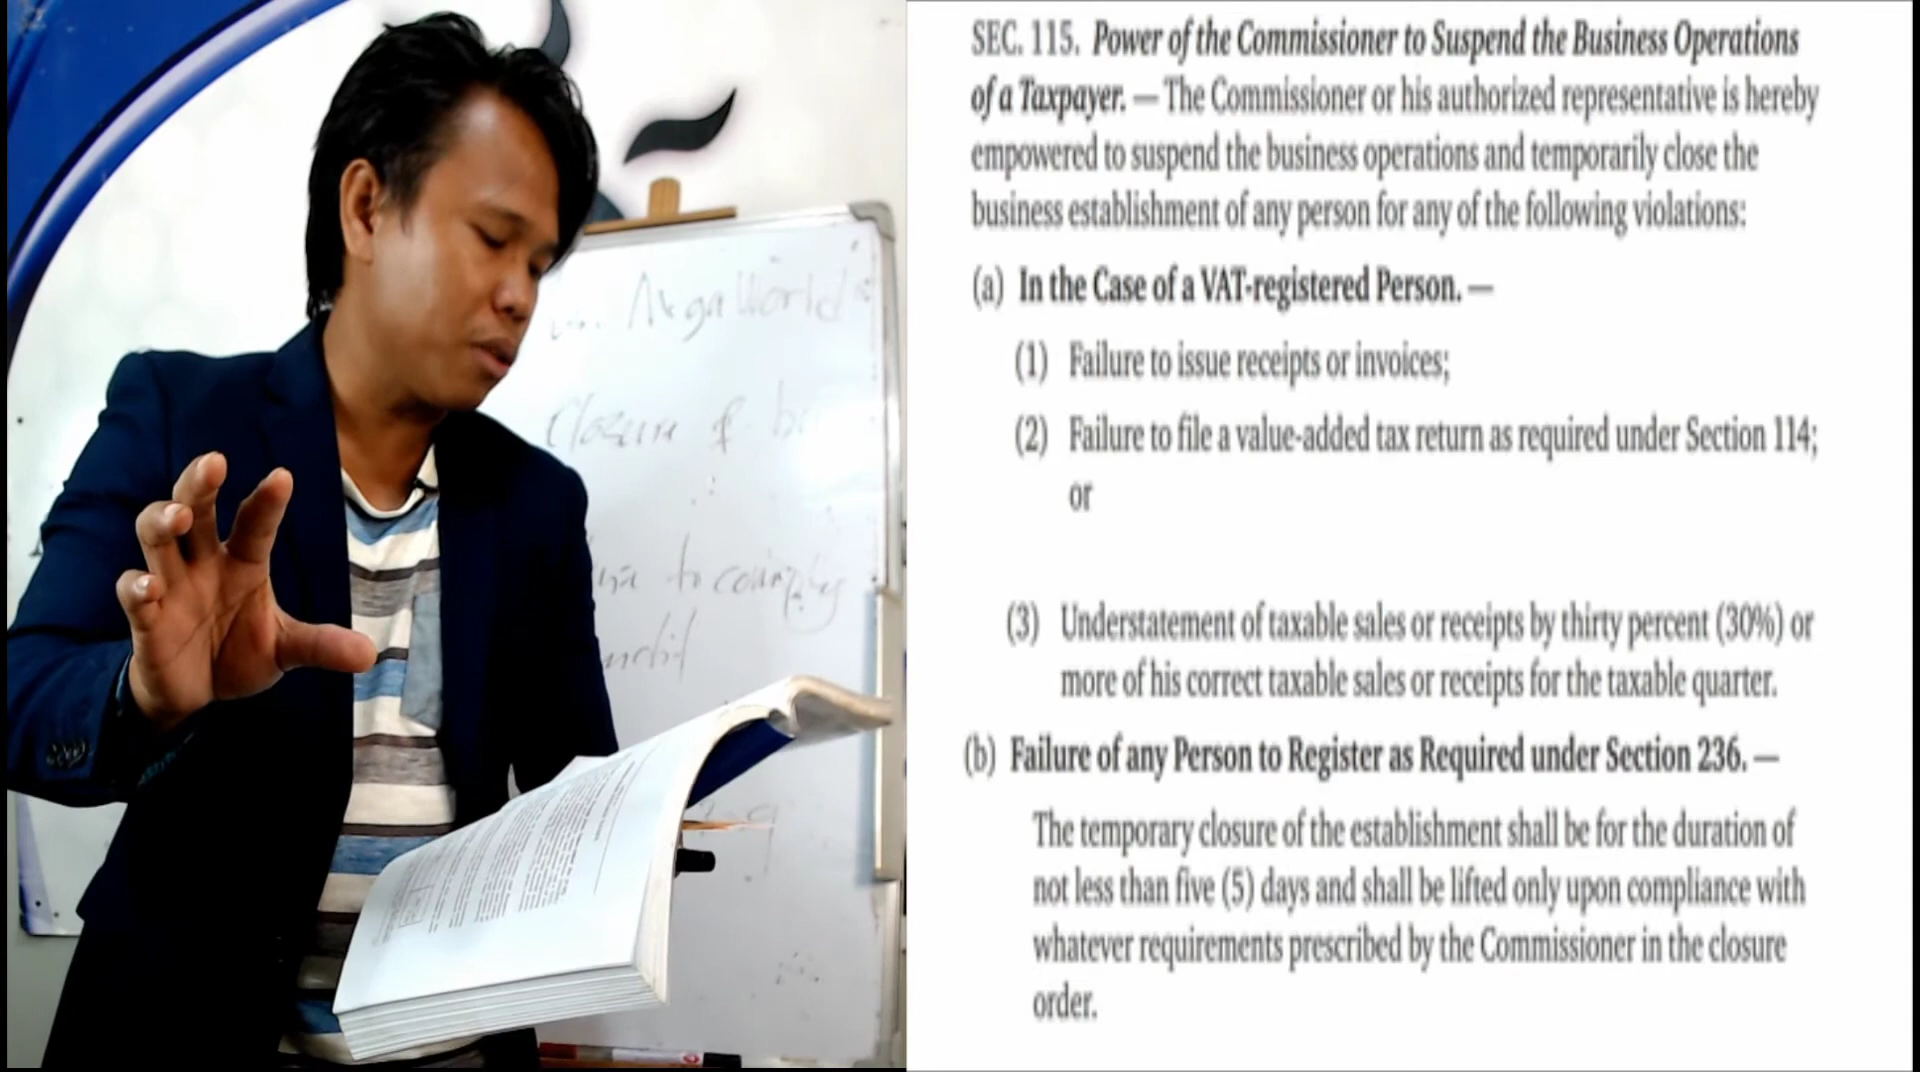 MegaWorld
Closure of
to comply
SEC. 115. Power of the Commissioner to Suspend the Business Operations
of a Taxpayer. — The Commissioner or his authorized representative is hereby
empowered to suspend the business operations and temporarily close the
business establishment of any person for any of the following violations:
(a) In the Case of a VAT-registered Person. —
(1) Failure to issue receipts or invoices;
(2) Failure to file a value-added tax return as required under Section 114;
or
(3) Understatement of taxable sales or receipts by thirty percent (30%) or
more of his correct taxable sales or receipts for the taxable quarter.
(b) Failure of any Person to Register as Required under Section 236. —
The temporary closure of the establishment shall be for the duration of
not less than five (5) days and shall be lifted only upon compliance with
whatever requirements prescribed by the Commissioner in the closure
order.